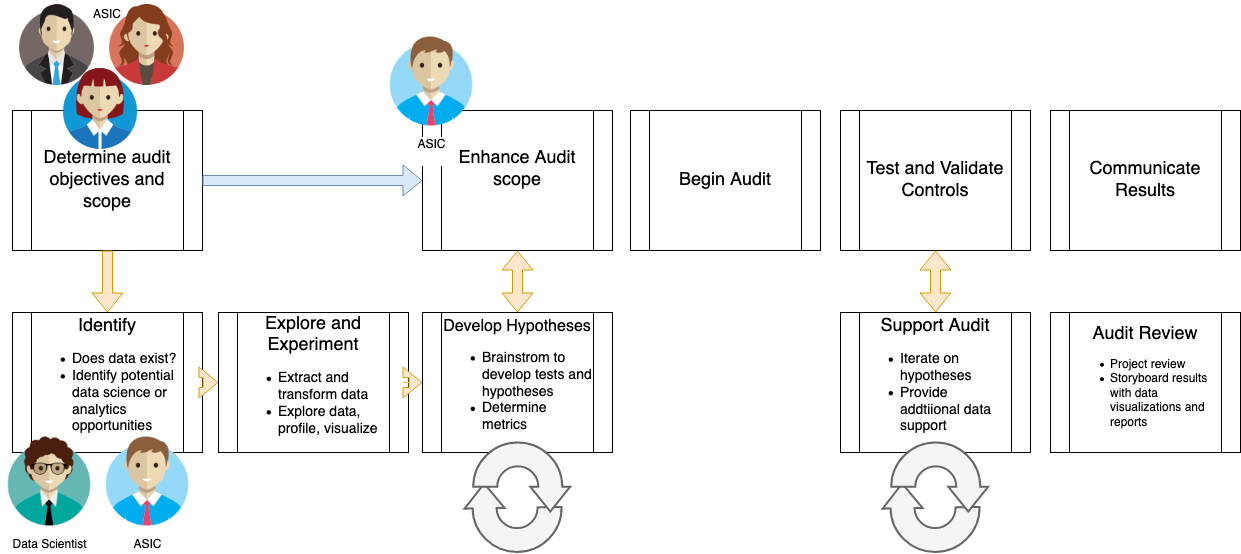 ASIC
Determine audit
objectives and
scope
ASIC
Enhance Audit
scope
Begin Audit
Test and Validate
Controls
Communicate
Results
Identify
• Does data exist?
• Identify potential
data science or
analytics
opportunities
Explore and
Experiment
• Extract and
transform data
• Explore data,
profile, visualize
Develop Hypotheses
• Brainstrom to
develop tests and
hypotheses
• Determine
metrics
Support Audit
• Iterate on
hypotheses
• Provide
addtiional data
support
Audit Review
• Project review
• Storyboard results
with data
visualizations and
reports
Data Scientist
ASIC